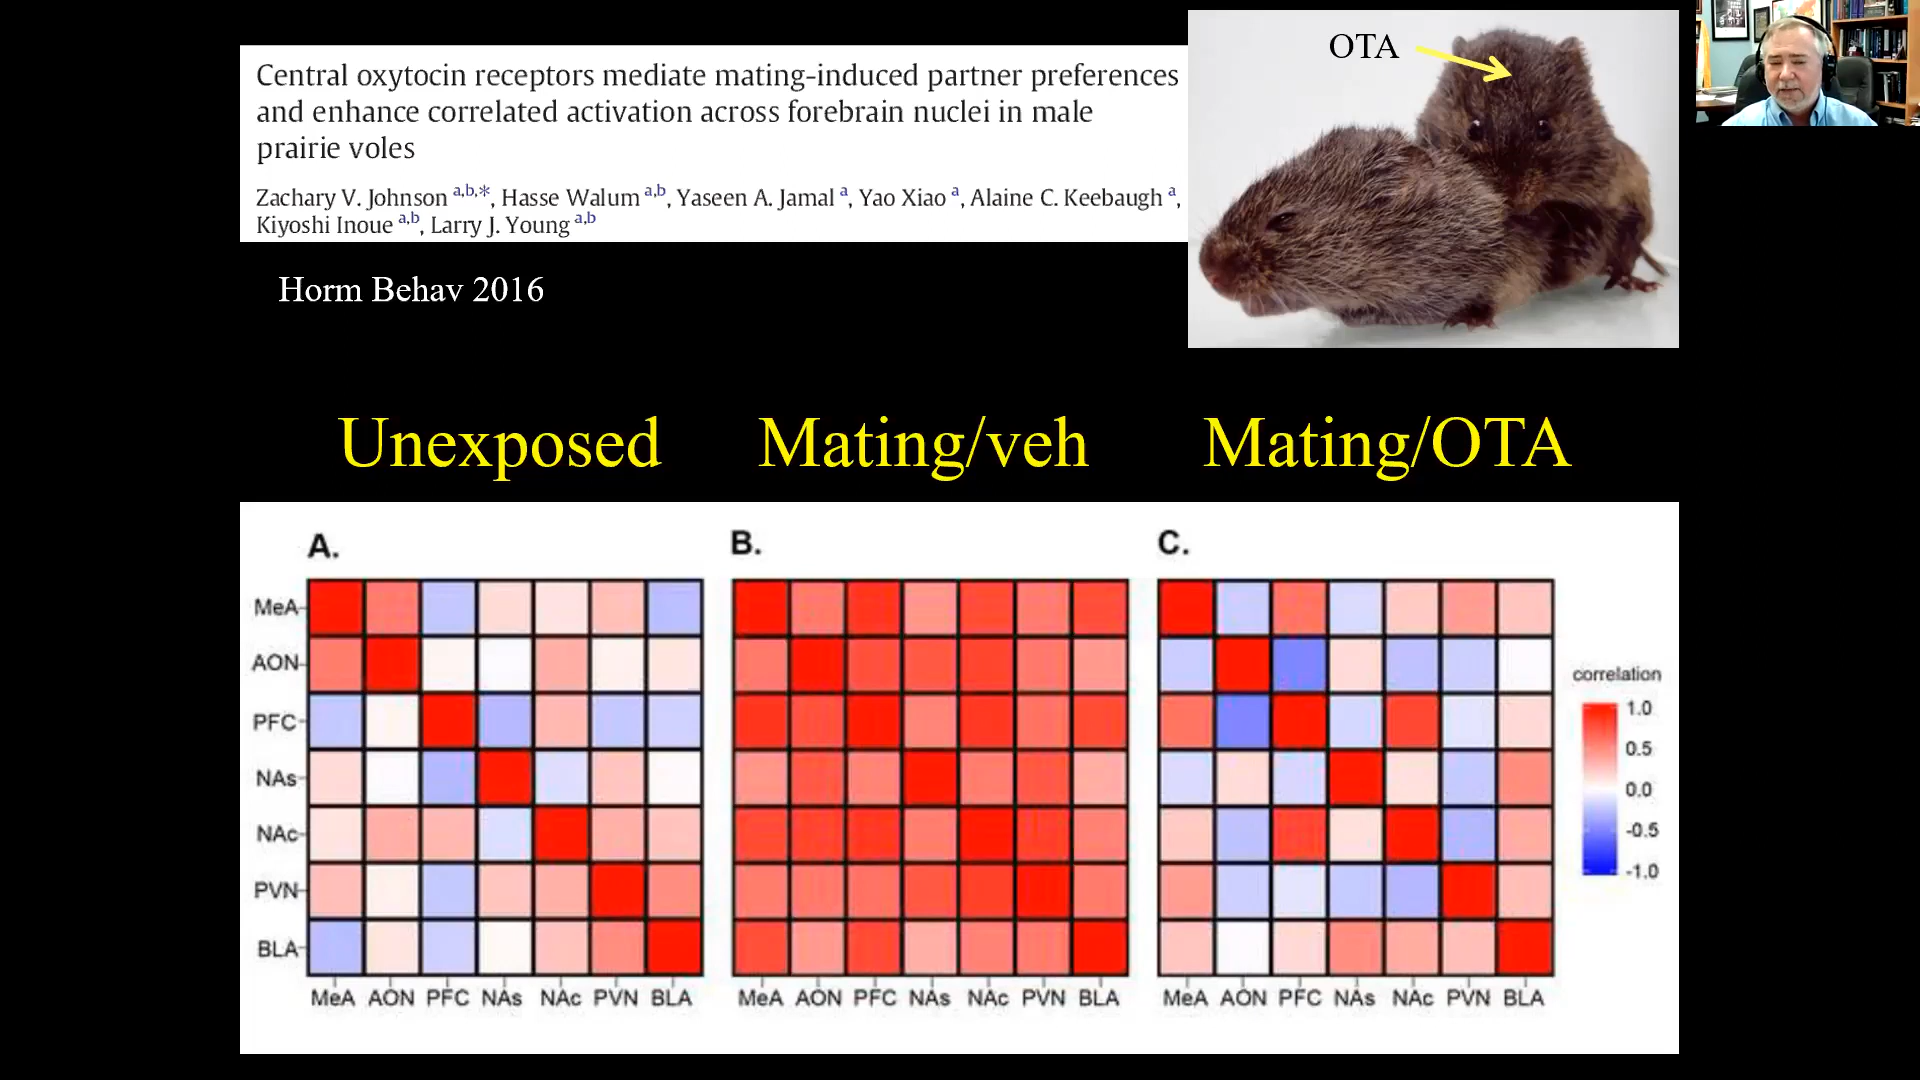 Central oxytocin receptors mediate mating-induced partner preferences
and enhance correlated activation across forebrain nuclei in male
prairie voles
Zachary V. Johnson a,b,*, Hasse Walum a,b, Yaseen A. Jamal a, Yao Xiao a, Alaine C. Keebaugh a,
Kiyoshi Inoue a,b, Larry J. Young a,b
OTA
Horm Behav 2016
Unexposed Mating/veh Mating/OTA
A. B. C.
MeA
AON
PFC
NAs
NAc
PVN
BLA
MeA AON PFC NAs NAc PVN BLA
MeA AON PFC NAs NAc PVN BLA
MeA AON PFC NAs NAc PVN BLA
correlation
1.0
0.5
0.0
-0.5
-1.0